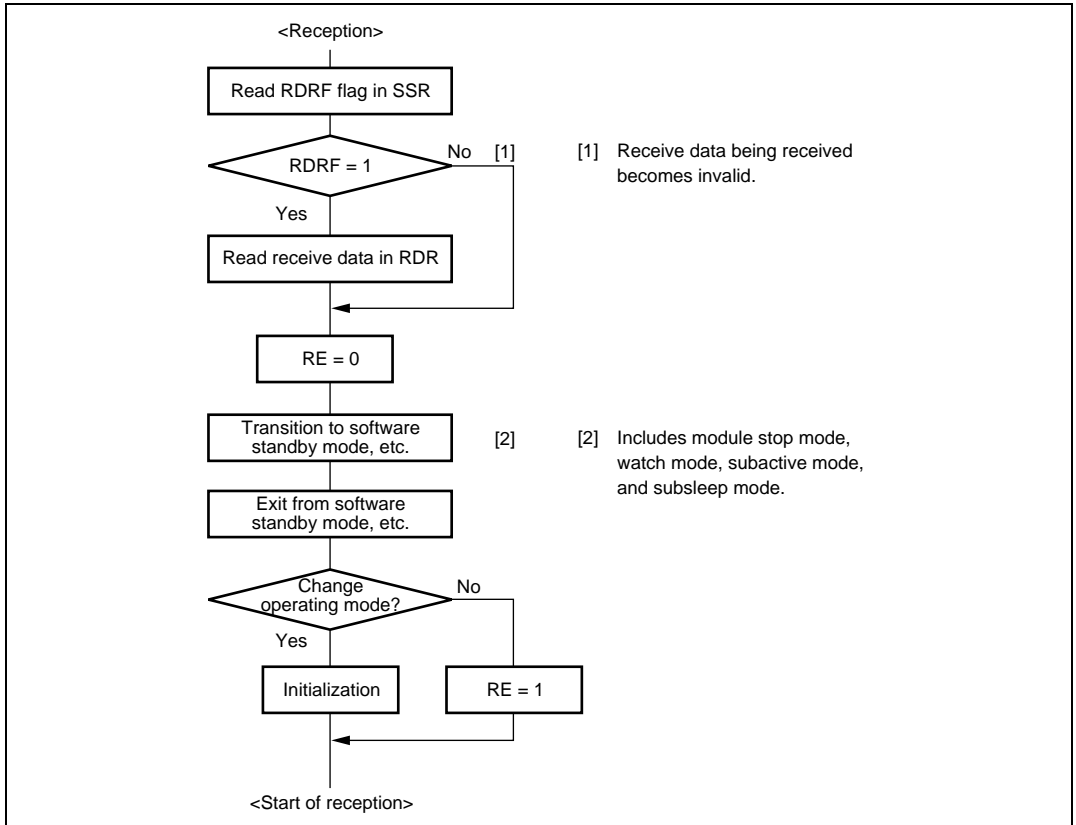 <Reception>
Read RDRF flag in SSR
RDRF = 1
No [1]
[1] Receive data being received
becomes invalid.
Yes
Read receive data in RDR
RE = 0
Transition to software
standby mode, etc.
[2]
[2] Includes module stop mode,
watch mode, subactive mode,
and subsleep mode.
Exit from software
standby mode, etc.
Change
operating mode?
No
Yes
Initialization
RE = 1
<Start of reception>